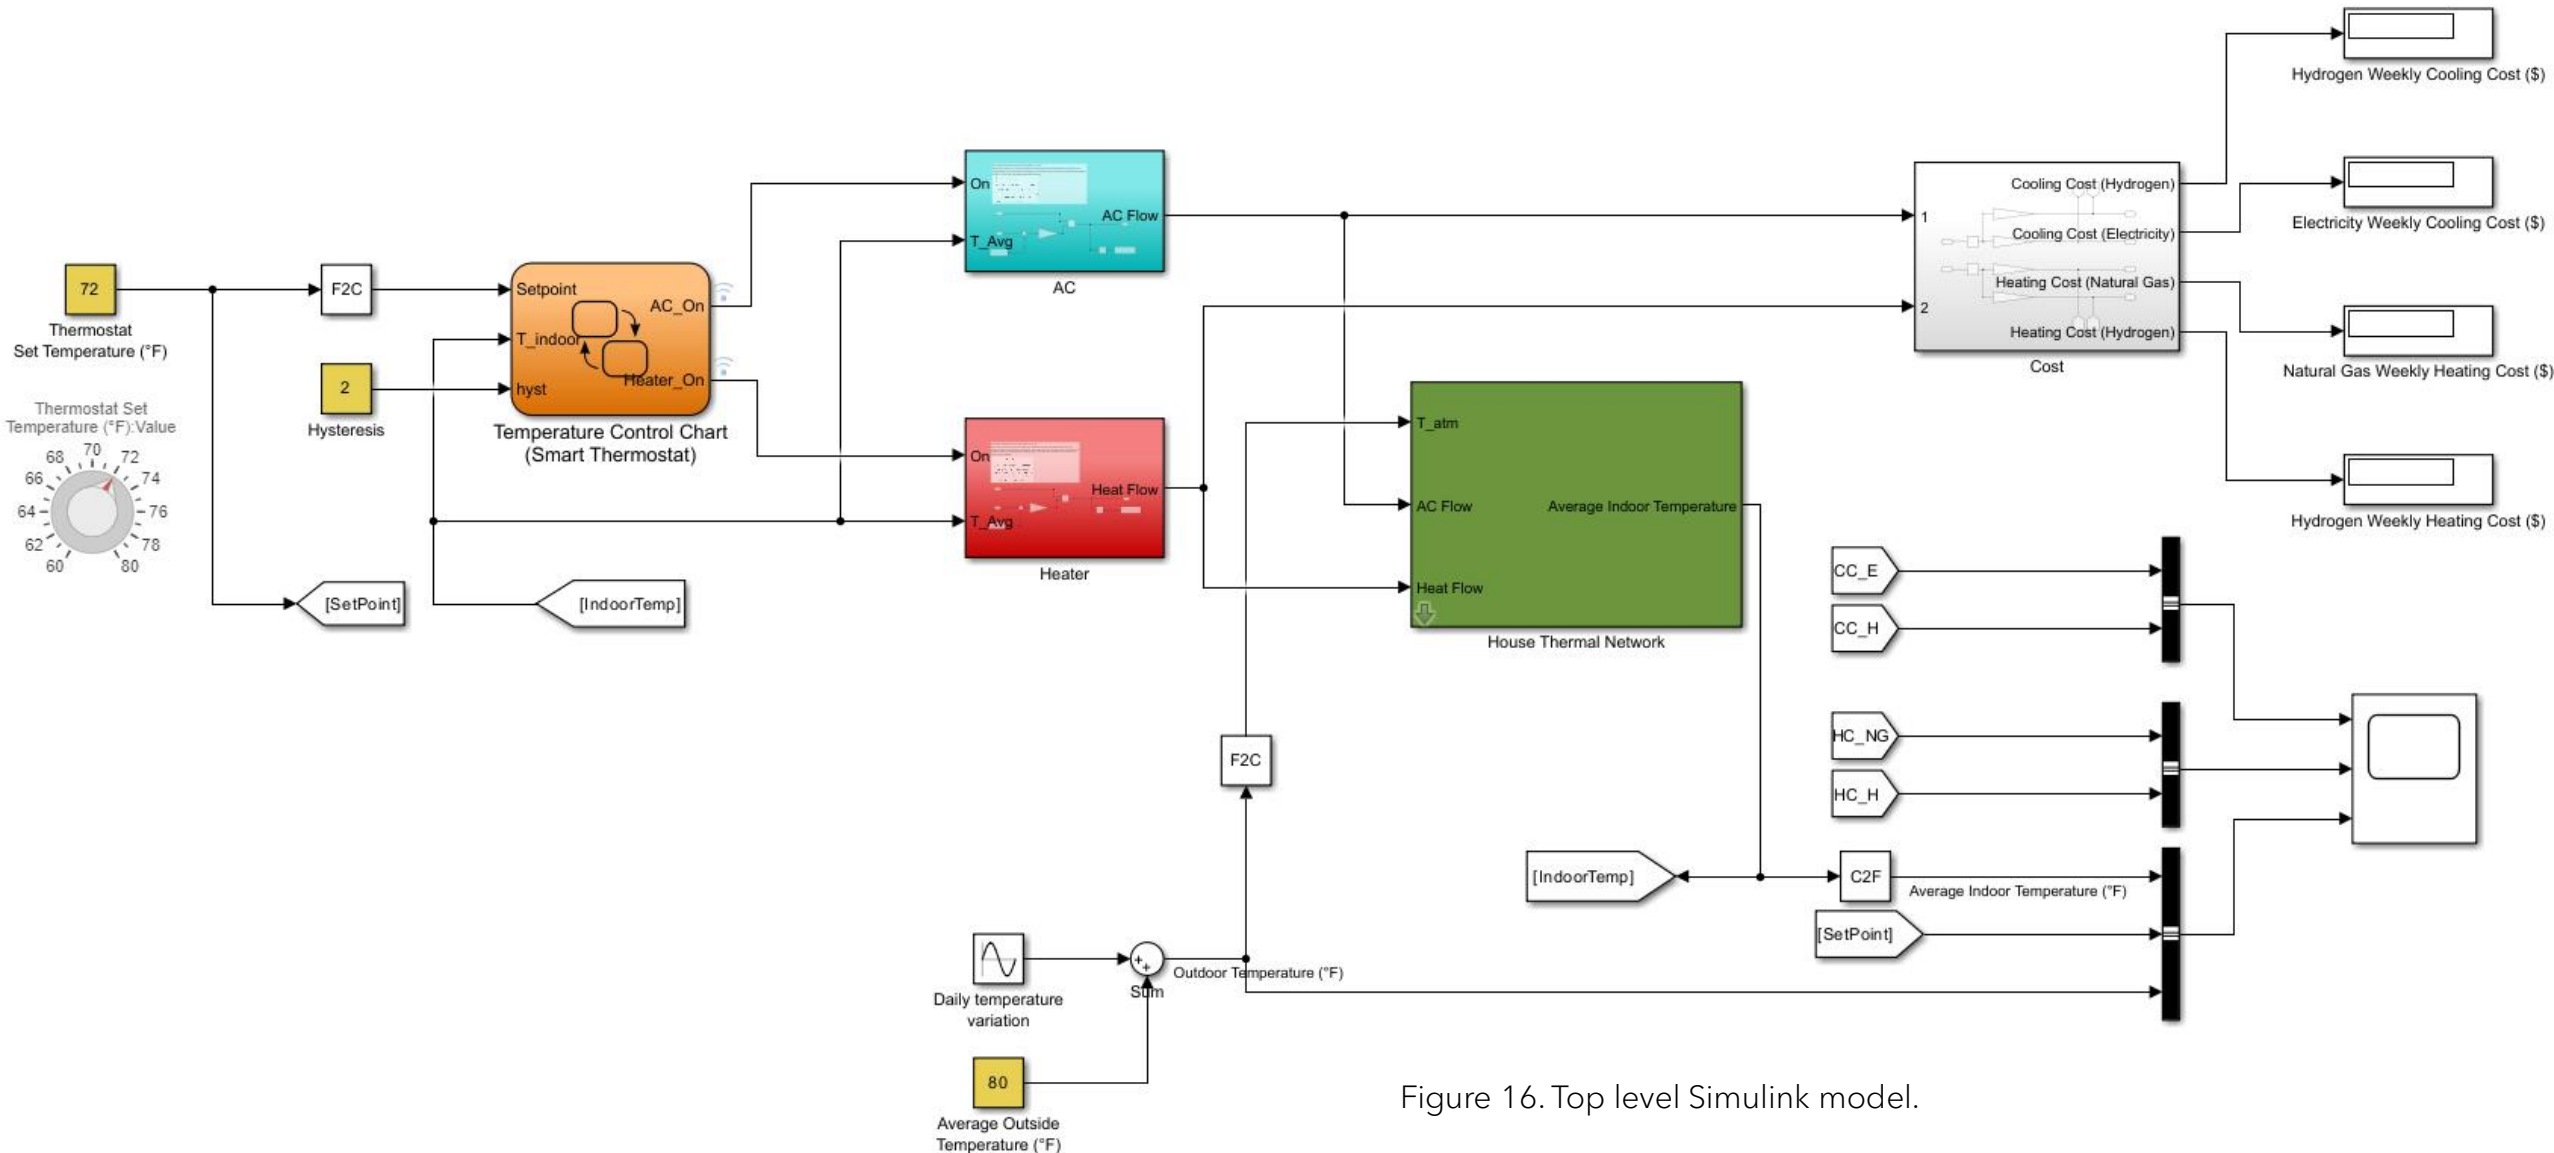 72
Thermostat
Set Temperature (°F)
F2C
2
Hysteresis
Thermostat Set
Temperature (°F):Value
60
62
64
66
68
70
72
74
76
78
80
Setpoint
T_indoor
hyst
AC_On
Heater_On
Temperature Control Chart
(Smart Thermostat)
[SetPoint]
[IndoorTemp]
On
T_Avg
AC Flow
AC
On
T_Avg
Heat Flow
Heater
T_atm
AC Flow
Heat Flow
Average Indoor Temperature
House Thermal Network
1
2
Cooling Cost (Hydrogen)
Cooling Cost (Electricity)
Heating Cost (Natural Gas)
Heating Cost (Hydrogen)
Cost
Hydrogen Weekly Cooling Cost ($)
Electricity Weekly Cooling Cost ($)
Natural Gas Weekly Heating Cost ($)
Hydrogen Weekly Heating Cost ($)
CC_E
CC_H
HC_NG
HC_H
F2C
[IndoorTemp]
C2F
Average Indoor Temperature (°F)
[SetPoint]
Daily temperature
variation
Sum
Outdoor Temperature (°F)
80
Average Outside
Temperature (°F)
Figure 16. Top level Simulink model.